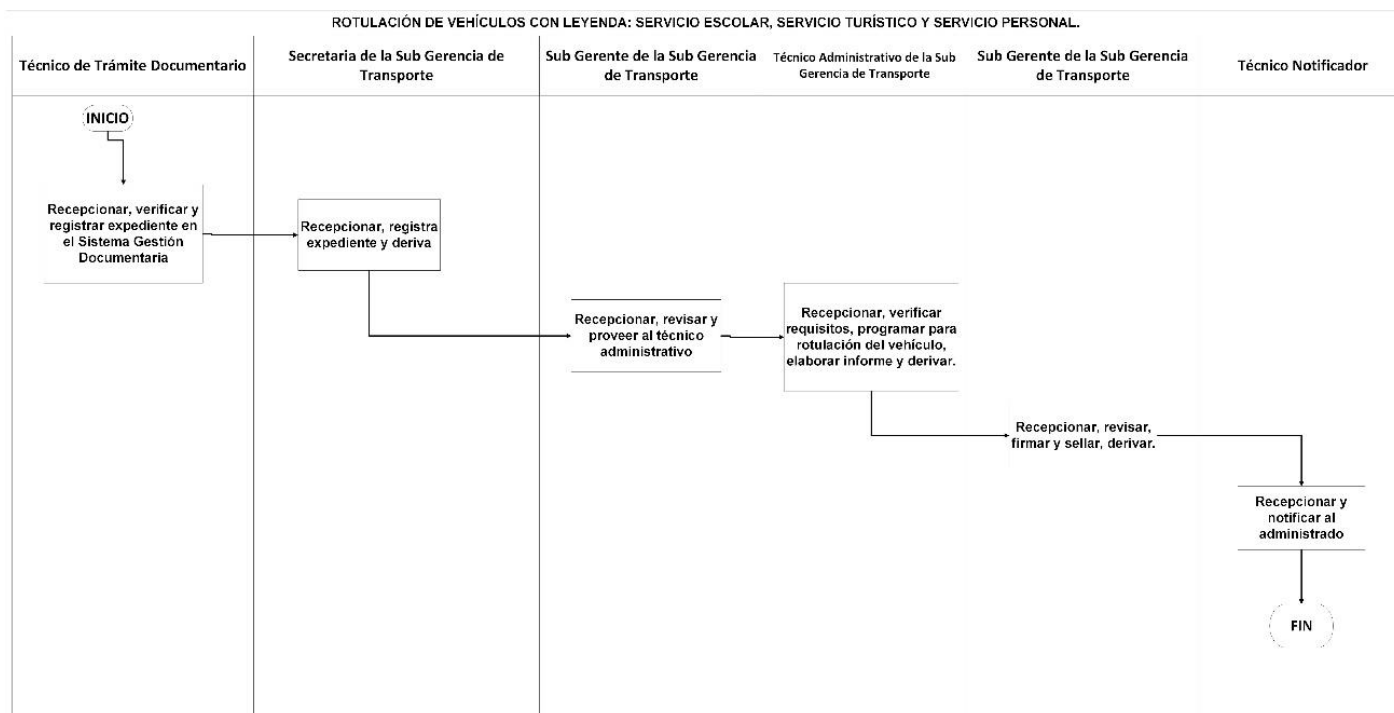 ROTULACIÓN DE VEHÍCULOS CON LEYENDA: SERVICIO ESCOLAR, SERVICIO TURÍSTICO Y SERVICIO PERSONAL.
Técnico de Trámite Documentario
Secretaria de la Sub Gerencia de
Transporte
Sub Gerente de la Sub Gerencia
de Transporte
Técnico Administrativo de la Sub
Gerencia de Transporte
Sub Gerente de la Sub Gerencia
de Transporte
Técnico Notificador
INICIO
Recepcionar, verificar y
registrar expediente en
el Sistema Gestión
Documentaria
Recepcionar, registra
expediente y deriva
Recepcionar, revisar y
proveer al técnico
administrativo
Recepcionar, verificar
requisitos, programar para
rotulación del vehículo,
elaborar informe y derivar.
Recepcionar, revisar,
firmar y sellar, derivar.
Recepcionar y
notificar al
administrado
FIN